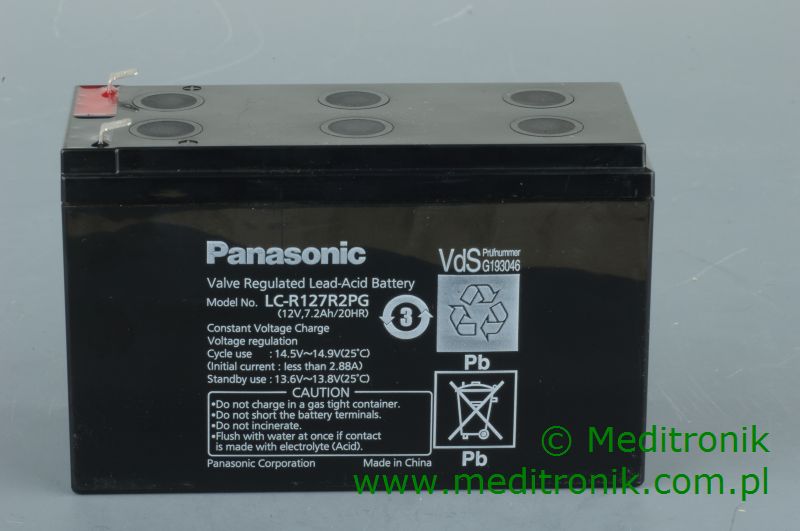 Panasonic
Valve Regulated Lead-Acid Battery
Model No. LC-R127R2PG
(12V,7.2Ah/20HR)
Constant Voltage Charge
Voltage regulation
Cycle use : 14.5V~14.9V(25°C)
(Initial current : less than 2.88A)
Standby use : 13.6V~13.8V(25°C)
CAUTION
•Do not charge in a gas tight container.
•Do not short the battery terminals.
•Do not incinerate.
•Flush with water at once if contact
is made with electrolyte (Acid).
Panasonic Corporation
Made in China
3
VdS Prüfnummer
G193046
Pb
Pb
© Meditronik
www.meditronik.com.pl